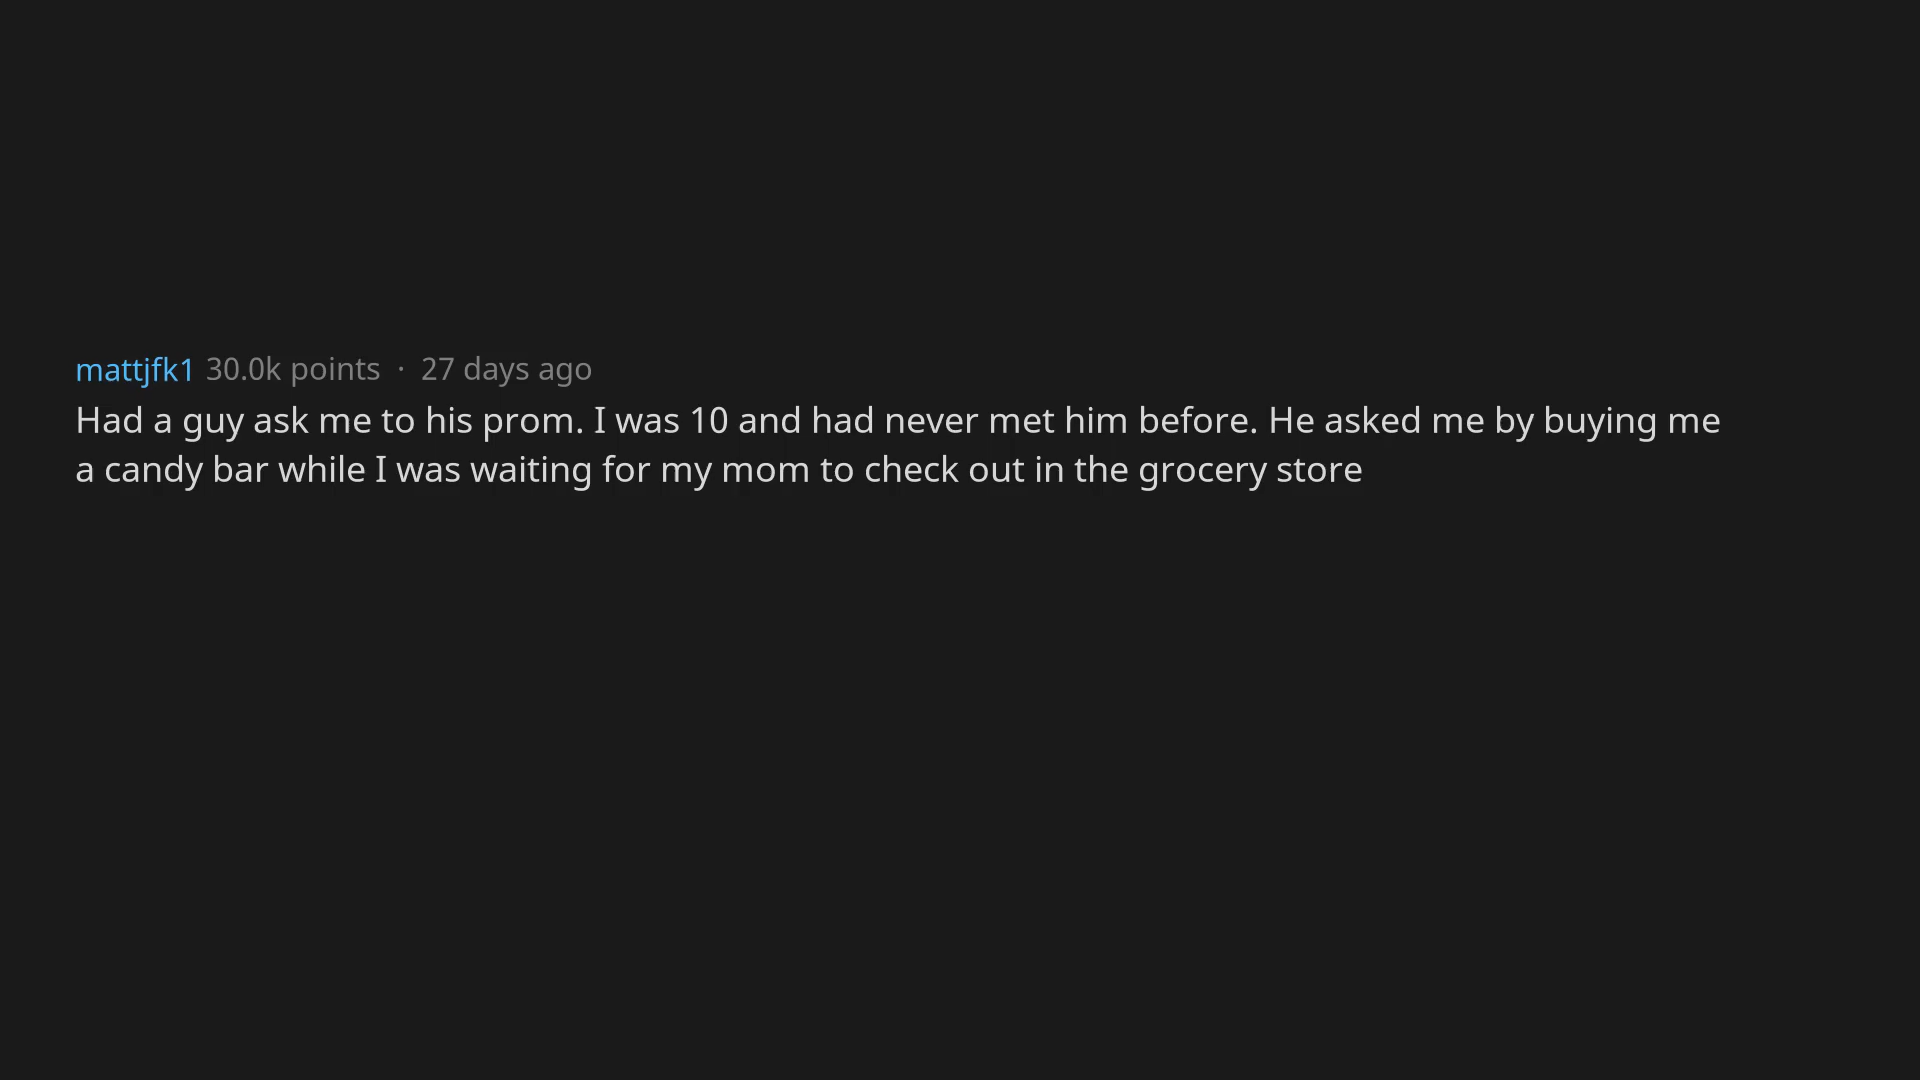 mattjfk1 30.0k points · 27 days ago
Had a guy ask me to his prom. I was 10 and had never met him before. He asked me by buying me
a candy bar while I was waiting for my mom to check out in the grocery store